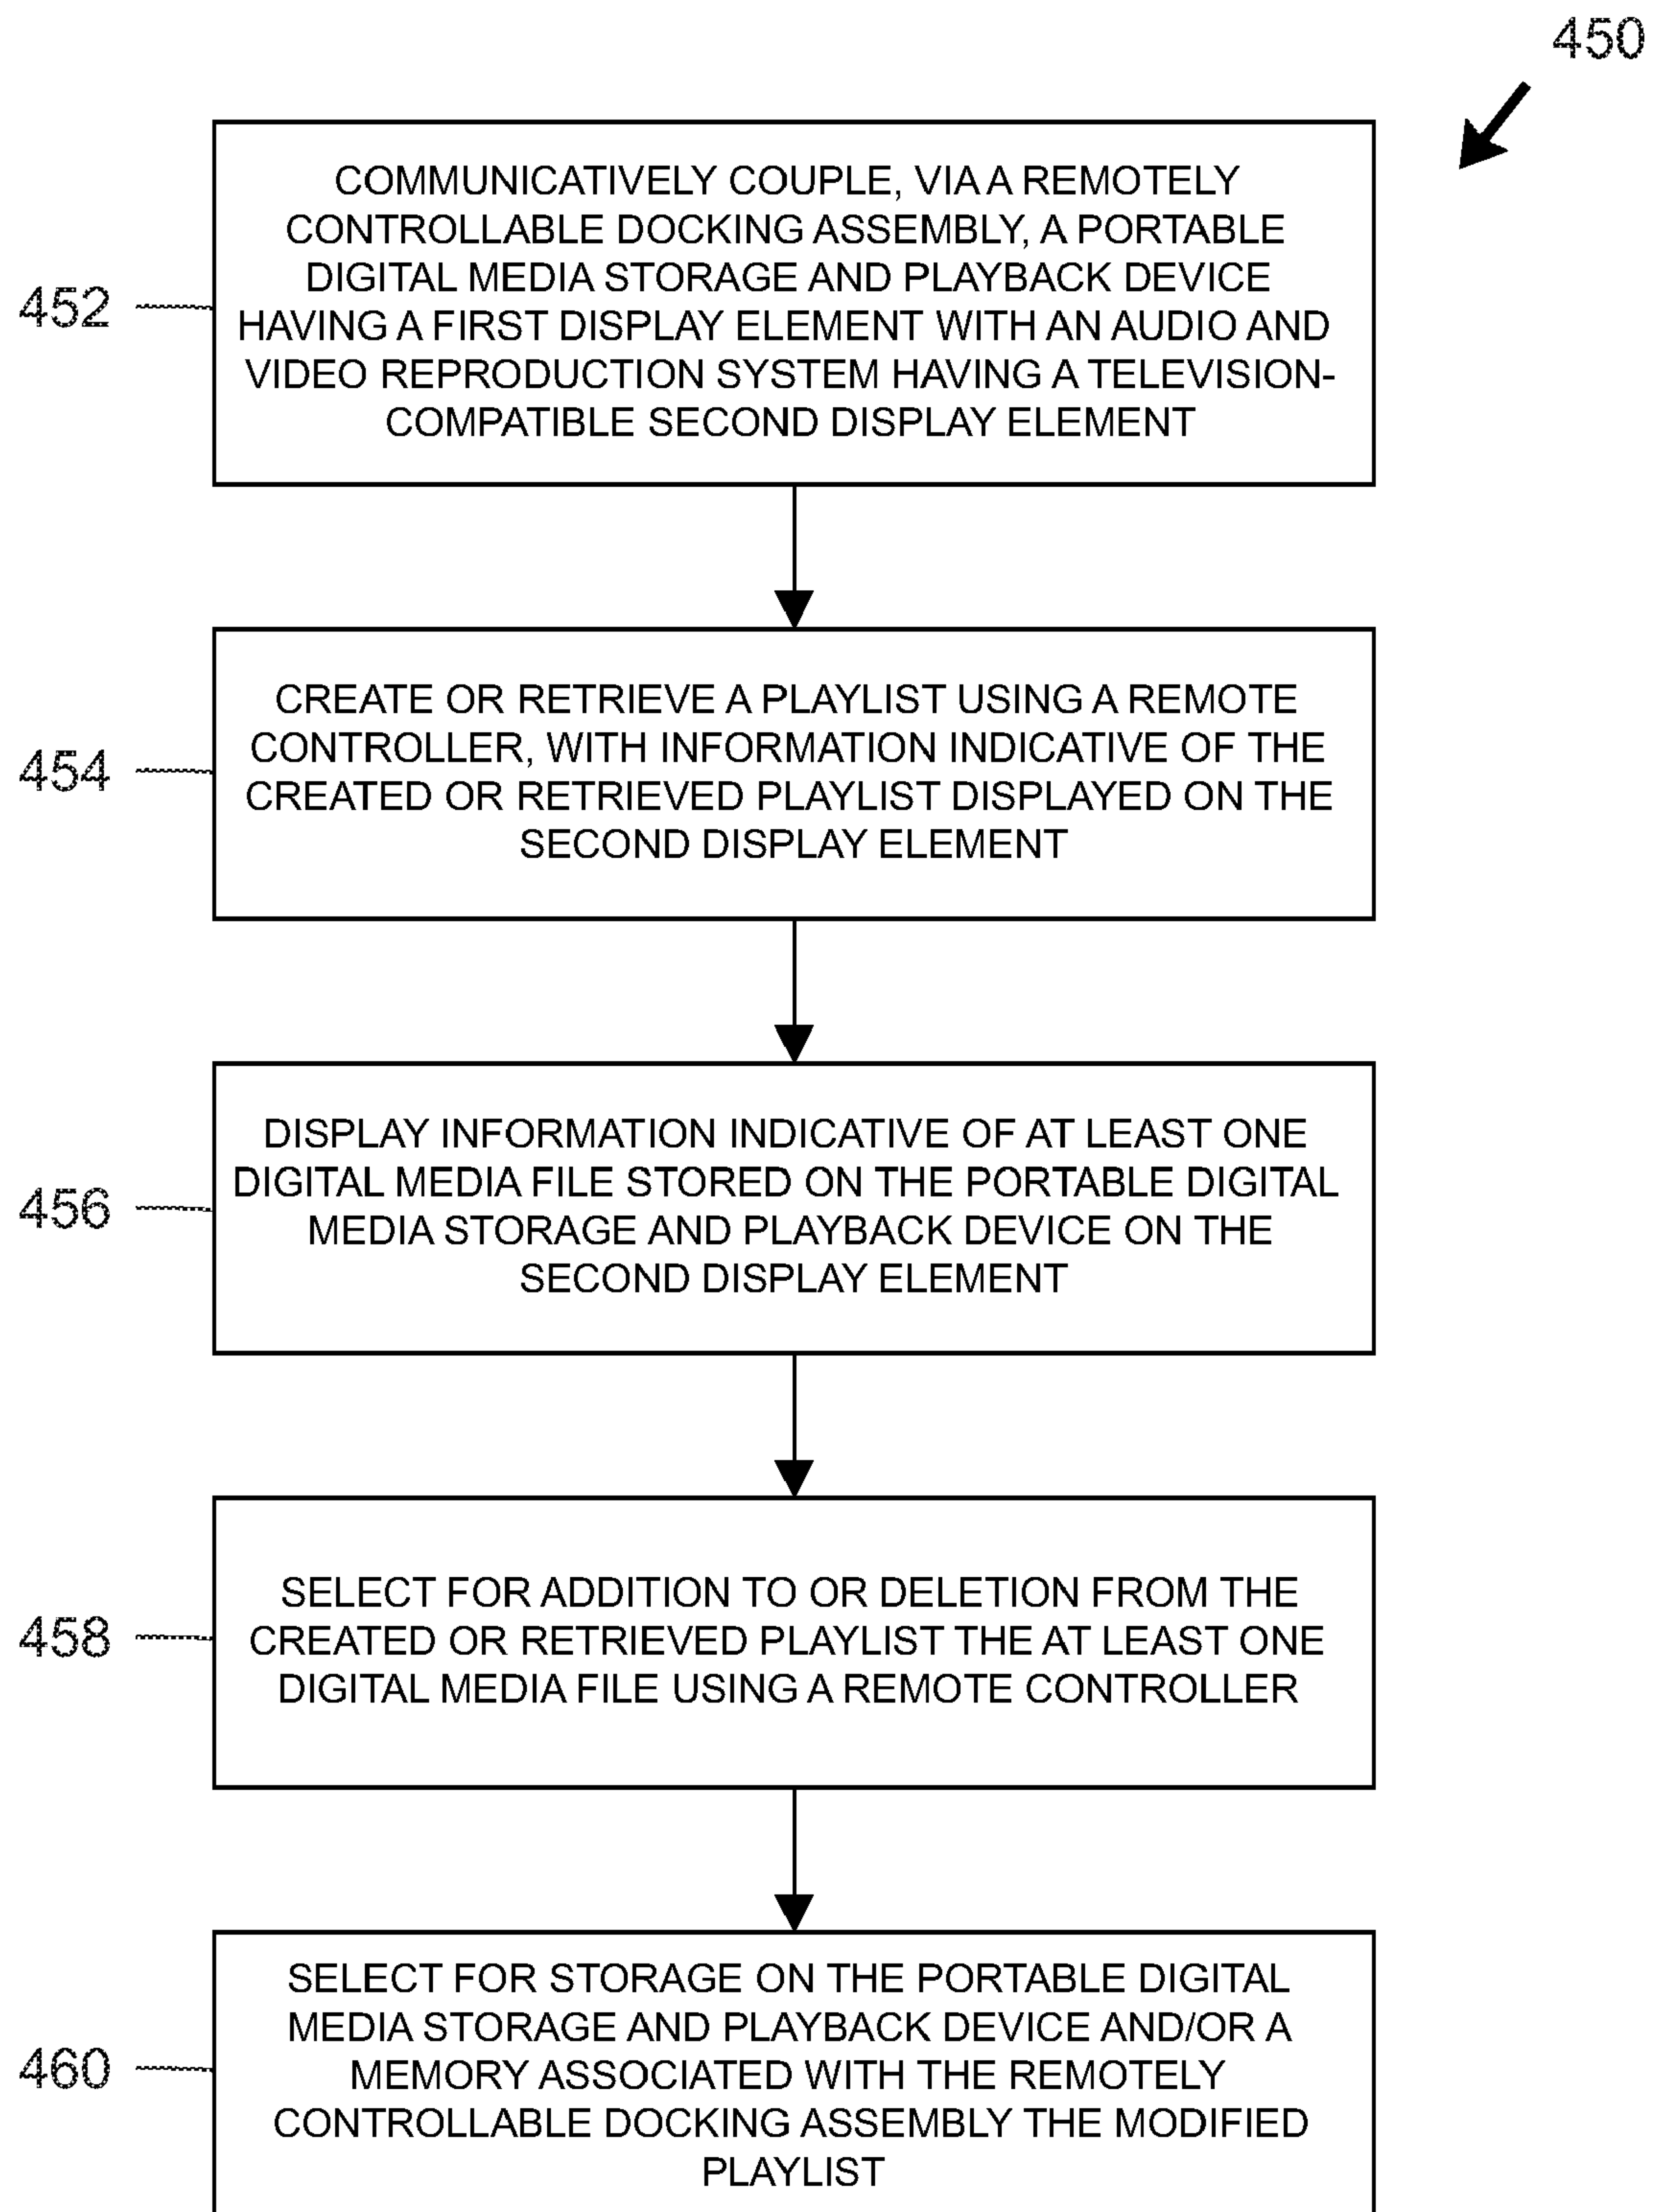 450
452
COMMUNICATIVELY COUPLE, VIA A REMOTELY
CONTROLLABLE DOCKING ASSEMBLY, A PORTABLE
DIGITAL MEDIA STORAGE AND PLAYBACK DEVICE
HAVING A FIRST DISPLAY ELEMENT WITH AN AUDIO AND
VIDEO REPRODUCTION SYSTEM HAVING A TELEVISION-
COMPATIBLE SECOND DISPLAY ELEMENT
454
CREATE OR RETRIEVE A PLAYLIST USING A REMOTE
CONTROLLER, WITH INFORMATION INDICATIVE OF THE
CREATED OR RETRIEVED PLAYLIST DISPLAYED ON THE
SECOND DISPLAY ELEMENT
456
DISPLAY INFORMATION INDICATIVE OF AT LEAST ONE
DIGITAL MEDIA FILE STORED ON THE PORTABLE DIGITAL
MEDIA STORAGE AND PLAYBACK DEVICE ON THE
SECOND DISPLAY ELEMENT
458
SELECT FOR ADDITION TO OR DELETION FROM THE
CREATED OR RETRIEVED PLAYLIST THE AT LEAST ONE
DIGITAL MEDIA FILE USING A REMOTE CONTROLLER
460
SELECT FOR STORAGE ON THE PORTABLE DIGITAL
MEDIA STORAGE AND PLAYBACK DEVICE AND/OR A
MEMORY ASSOCIATED WITH THE REMOTELY
CONTROLLABLE DOCKING ASSEMBLY THE MODIFIED
PLAYLIST